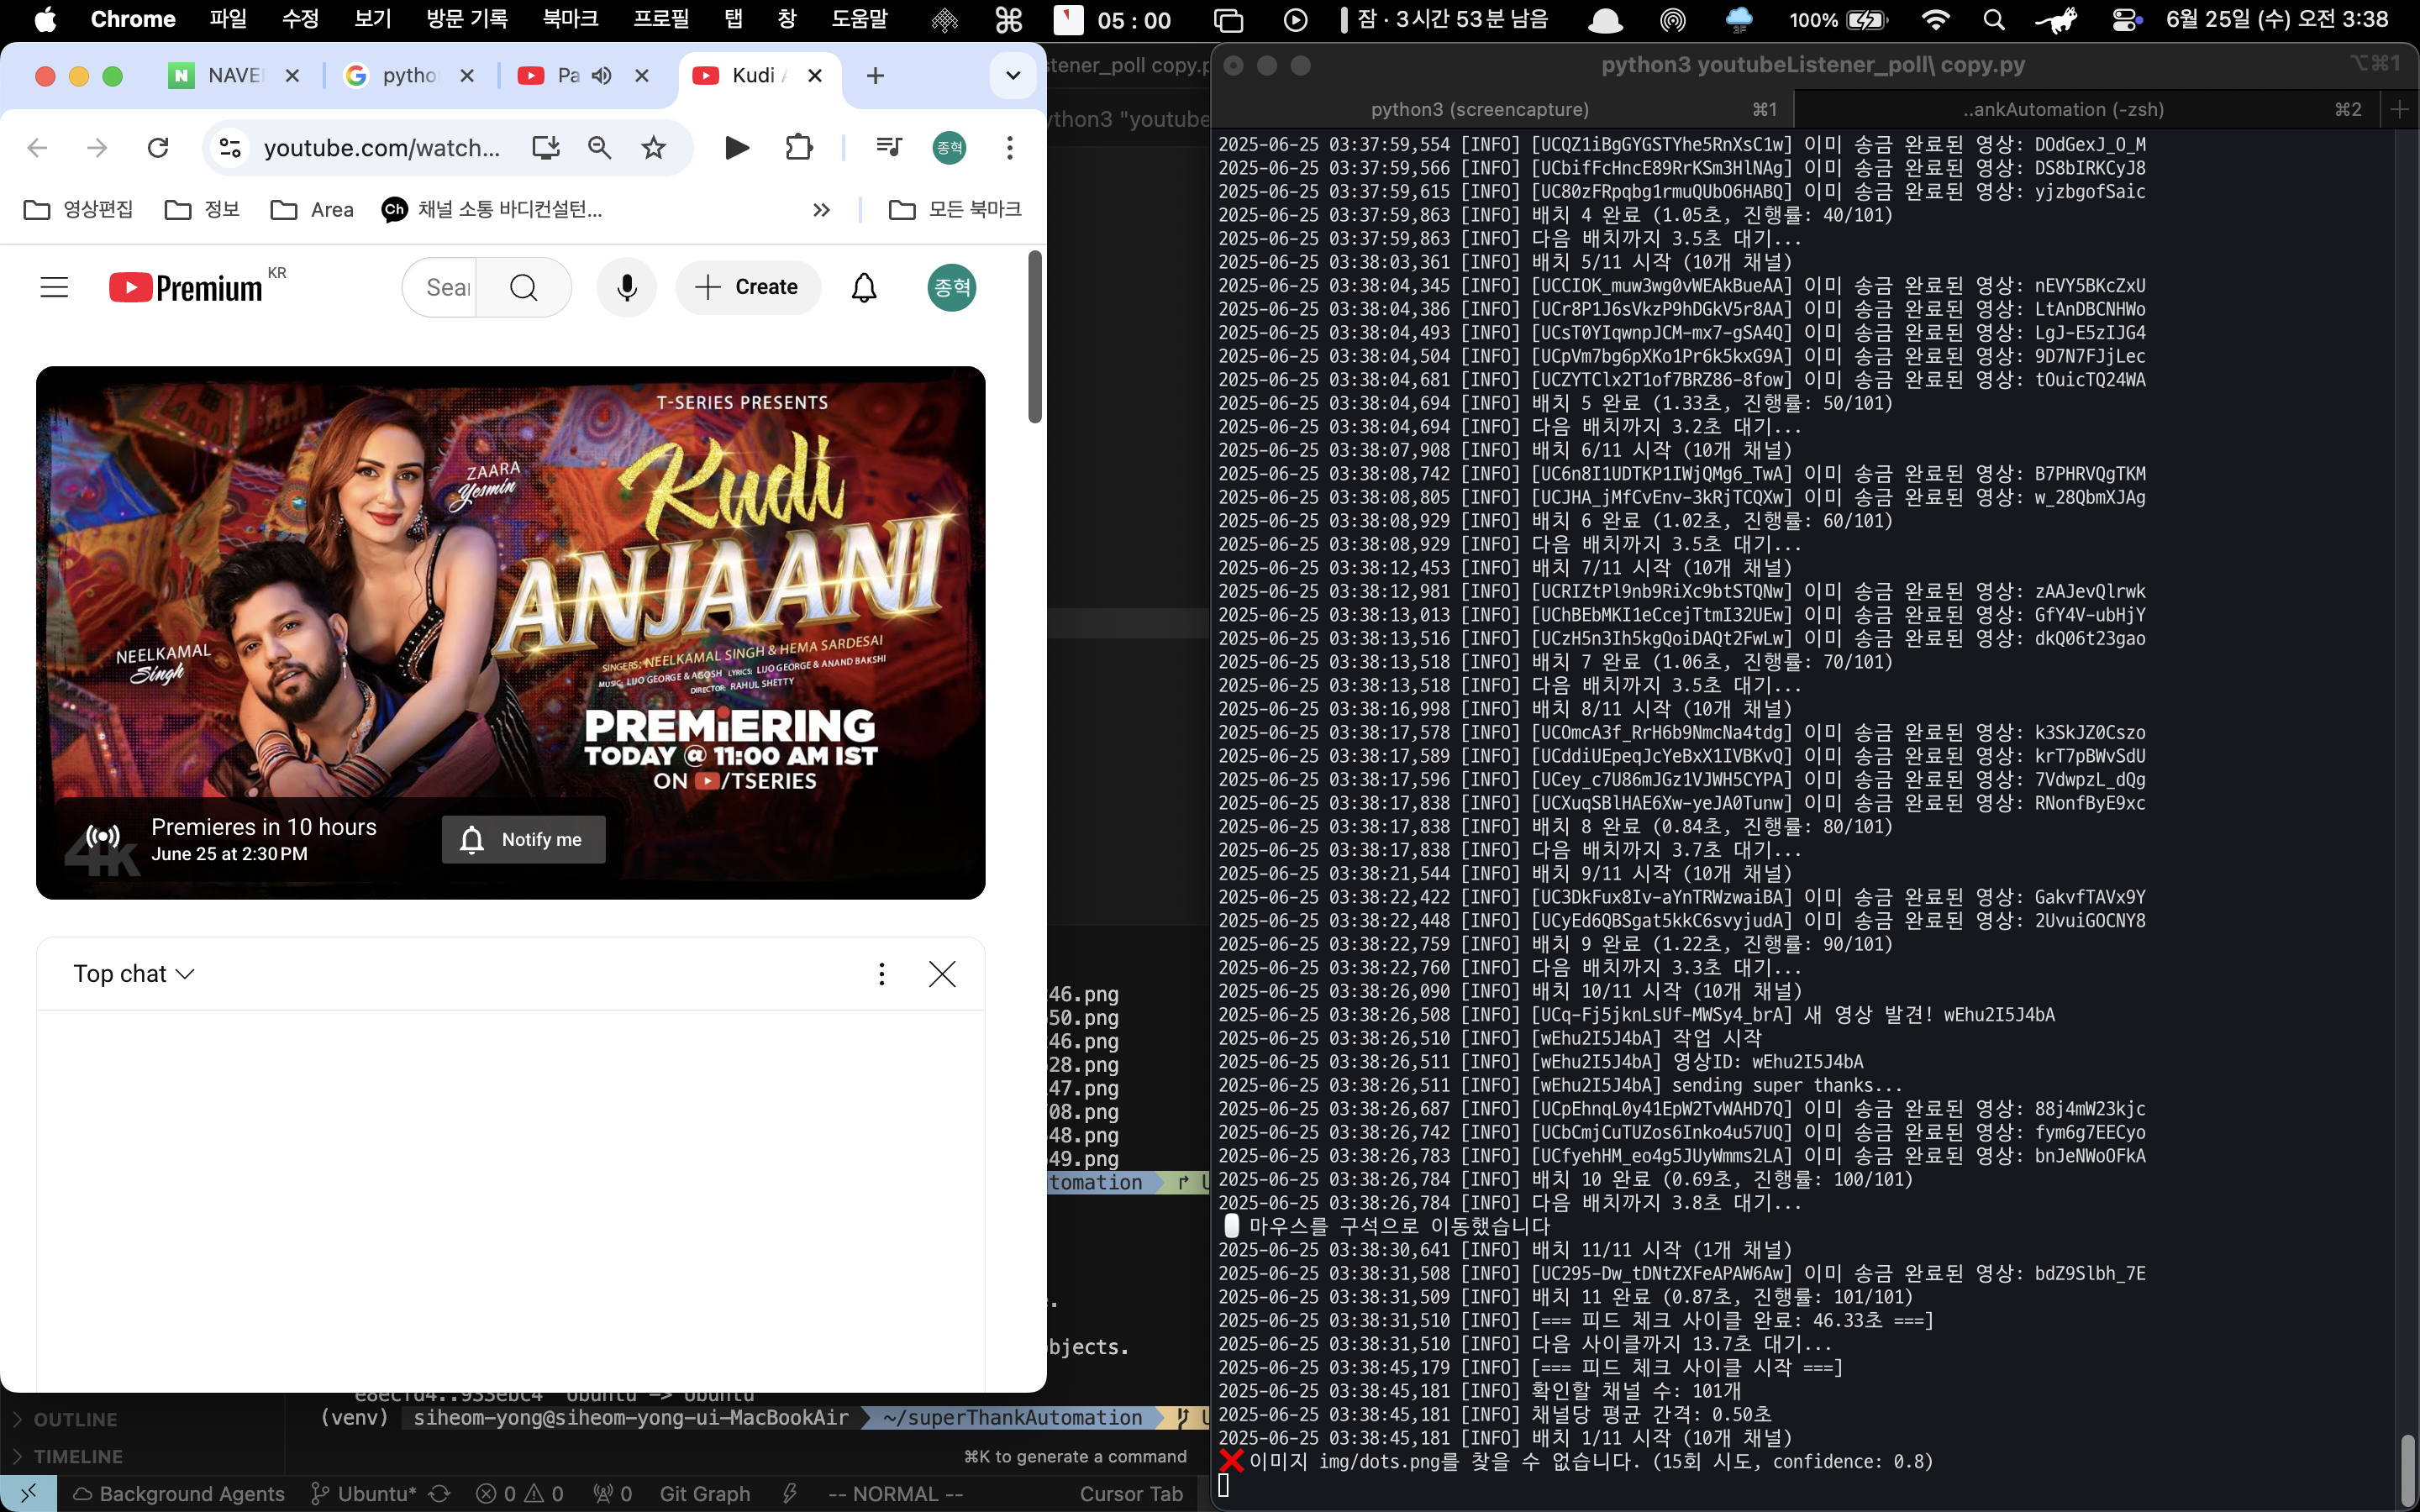 Chrome 파일 수정 보기 방문 기록 북마크 프로필 탭 창 도움말 05 : 00 잠 · 3시간 53분 남음 100% 6월 25일 (수) 오전 3:38
NAVE pytho Pa Kudi
youtube.com/watch... 종혁
영상편집 정보 Area Ch 채널 소통 바디컨설턴... » 모든 북마크
Premium KR Sear Create 종혁
T-SERIES PRESENTS
ZAARA
Yesmin
Kudi
ANJAANI
NEELKAMAL
Singh
SINGERS: NEELKAMAL SINGH & HEMA SARDESAI
MUSIC: LUO GEORGE & AGOSH LYRICS: LUO GEORGE & ANAND BAKSHI
DIRECTOR: RAHUL SHETTY
PREMiERING
TODAY @ 11:00 AM IST
ON /TSERIES
4K
Premieres in 10 hours
June 25 at 2:30 PM
Notify me
Top chat
stener_poll copy.p
ython3 "youtube
46.png
50.png
46.png
28.png
47.png
08.png
48.png
49.png
tomation
bjects.
e8ecfd4..933ebc4 Ubuntu -> Ubuntu
(venv) siheom-yong@siheom-yong-ui-MacBookAir ~/superThankAutomation
⌘K to generate a command
OUTLINE
TIMELINE
Background Agents Ubuntu* 0 0 0 Git Graph -- NORMAL -- Cursor Tab
python3 youtubeListener_poll\ copy.py ⌥⌘1
python3 (screencapture) ⌘1 ..ankAutomation (-zsh) ⌘2
2025-06-25 03:37:59,554 [INFO] [UCQZ1iBgGYGSTYhe5RnXsC1w] 이미 송금 완료된 영상: DOdGexJ_O_M
2025-06-25 03:37:59,566 [INFO] [UCbifFcHncE89RrKSm3HlNAg] 이미 송금 완료된 영상: DS8bIRKCyJ8
2025-06-25 03:37:59,615 [INFO] [UC80zFRpqbg1rmuQUbO6HABQ] 이미 송금 완료된 영상: yjzbgofSaic
2025-06-25 03:37:59,863 [INFO] 배치 4 완료 (1.05초, 진행률: 40/101)
2025-06-25 03:37:59,863 [INFO] 다음 배치까지 3.5초 대기...
2025-06-25 03:38:03,361 [INFO] 배치 5/11 시작 (10개 채널)
2025-06-25 03:38:04,345 [INFO] [UCCIOK_muw3wg0vWEAkBueAA] 이미 송금 완료된 영상: nEVY5BKcZxU
2025-06-25 03:38:04,386 [INFO] [UCr8P1J6sVkzP9hDGkV5r8AA] 이미 송금 완료된 영상: LtAnDBCNHWo
2025-06-25 03:38:04,493 [INFO] [UCsT0YIqwnpJCM-mx7-gSA4Q] 이미 송금 완료된 영상: LgJ-E5zIJG4
2025-06-25 03:38:04,504 [INFO] [UCpVm7bg6pXKo1Pr6k5kxG9A] 이미 송금 완료된 영상: 9D7N7FJjLec
2025-06-25 03:38:04,681 [INFO] [UCZYTClx2T1of7BRZ86-8fow] 이미 송금 완료된 영상: tOuicTQ24WA
2025-06-25 03:38:04,694 [INFO] 배치 5 완료 (1.33초, 진행률: 50/101)
2025-06-25 03:38:04,694 [INFO] 다음 배치까지 3.2초 대기...
2025-06-25 03:38:07,908 [INFO] 배치 6/11 시작 (10개 채널)
2025-06-25 03:38:08,742 [INFO] [UC6n8I1UDTKP1IWjQMg6_TwA] 이미 송금 완료된 영상: B7PHRVQgTKM
2025-06-25 03:38:08,805 [INFO] [UCJHA_jMfCvEnv-3kRjTCQXw] 이미 송금 완료된 영상: w_28QbmXJAg
2025-06-25 03:38:08,929 [INFO] 배치 6 완료 (1.02초, 진행률: 60/101)
2025-06-25 03:38:08,929 [INFO] 다음 배치까지 3.5초 대기...
2025-06-25 03:38:12,453 [INFO] 배치 7/11 시작 (10개 채널)
2025-06-25 03:38:12,981 [INFO] [UCRIZtPl9nb9RiXc9btSTQNw] 이미 송금 완료된 영상: zAAJevQlrwk
2025-06-25 03:38:13,013 [INFO] [UChBEbMKI1eCcejTtmI32UEw] 이미 송금 완료된 영상: GfY4V-ubHjY
2025-06-25 03:38:13,516 [INFO] [UCzH5n3Ih5kgQoiDAQt2FwLw] 이미 송금 완료된 영상: dkQ06t23gao
2025-06-25 03:38:13,518 [INFO] 배치 7 완료 (1.06초, 진행률: 70/101)
2025-06-25 03:38:13,518 [INFO] 다음 배치까지 3.5초 대기...
2025-06-25 03:38:16,998 [INFO] 배치 8/11 시작 (10개 채널)
2025-06-25 03:38:17,578 [INFO] [UCOmcA3f_RrH6b9NmcNa4tdg] 이미 송금 완료된 영상: k3SkJZ0Cszo
2025-06-25 03:38:17,589 [INFO] [UCddiUEpeqJcYeBxX1IVBKvQ] 이미 송금 완료된 영상: krT7pBWvSdU
2025-06-25 03:38:17,596 [INFO] [UCey_c7U86mJGz1VJWH5CYPA] 이미 송금 완료된 영상: 7VdwpzL_dQg
2025-06-25 03:38:17,838 [INFO] [UCXuqSBlHAE6Xw-yeJA0Tunw] 이미 송금 완료된 영상: RNonfByE9xc
2025-06-25 03:38:17,838 [INFO] 배치 8 완료 (0.84초, 진행률: 80/101)
2025-06-25 03:38:17,838 [INFO] 다음 배치까지 3.7초 대기...
2025-06-25 03:38:21,544 [INFO] 배치 9/11 시작 (10개 채널)
2025-06-25 03:38:22,422 [INFO] [UC3DkFux8Iv-aYnTRWzwaiBA] 이미 송금 완료된 영상: GakvfTAVx9Y
2025-06-25 03:38:22,448 [INFO] [UCyEd6QBSgat5kkC6svyjudA] 이미 송금 완료된 영상: 2UvuiGOCNY8
2025-06-25 03:38:22,759 [INFO] 배치 9 완료 (1.22초, 진행률: 90/101)
2025-06-25 03:38:22,760 [INFO] 다음 배치까지 3.3초 대기...
2025-06-25 03:38:26,090 [INFO] 배치 10/11 시작 (10개 채널)
2025-06-25 03:38:26,508 [INFO] [UCq-Fj5jknLsUf-MWSy4_brA] 새 영상 발견! wEhu2I5J4bA
2025-06-25 03:38:26,510 [INFO] [wEhu2I5J4bA] 작업 시작
2025-06-25 03:38:26,511 [INFO] [wEhu2I5J4bA] 영상ID: wEhu2I5J4bA
2025-06-25 03:38:26,511 [INFO] [wEhu2I5J4bA] sending super thanks...
2025-06-25 03:38:26,687 [INFO] [UCpEhnqL0y41EpW2TvWAHD7Q] 이미 송금 완료된 영상: 88j4mW23kjc
2025-06-25 03:38:26,742 [INFO] [UCbCmjCuTUZos6Inko4u57UQ] 이미 송금 완료된 영상: fym6g7EECyo
2025-06-25 03:38:26,783 [INFO] [UCfyehHM_eo4g5JUyWmms2LA] 이미 송금 완료된 영상: bnJeNWoOFkA
2025-06-25 03:38:26,784 [INFO] 배치 10 완료 (0.69초, 진행률: 100/101)
2025-06-25 03:38:26,784 [INFO] 다음 배치까지 3.8초 대기...
마우스를 구석으로 이동했습니다
2025-06-25 03:38:30,641 [INFO] 배치 11/11 시작 (1개 채널)
2025-06-25 03:38:31,508 [INFO] [UC295-Dw_tDNtZXFeAPAW6Aw] 이미 송금 완료된 영상: bdZ9Slbh_7E
2025-06-25 03:38:31,509 [INFO] 배치 11 완료 (0.87초, 진행률: 101/101)
2025-06-25 03:38:31,510 [INFO] [=== 피드 체크 사이클 완료: 46.33초 ===]
2025-06-25 03:38:31,510 [INFO] 다음 사이클까지 13.7초 대기...
2025-06-25 03:38:45,179 [INFO] [=== 피드 체크 사이클 시작 ===]
2025-06-25 03:38:45,181 [INFO] 확인할 채널 수: 101개
2025-06-25 03:38:45,181 [INFO] 채널당 평균 간격: 0.50초
2025-06-25 03:38:45,181 [INFO] 배치 1/11 시작 (10개 채널)
❌ 이미지 img/dots.png를 찾을 수 없습니다. (15회 시도, confidence: 0.8)